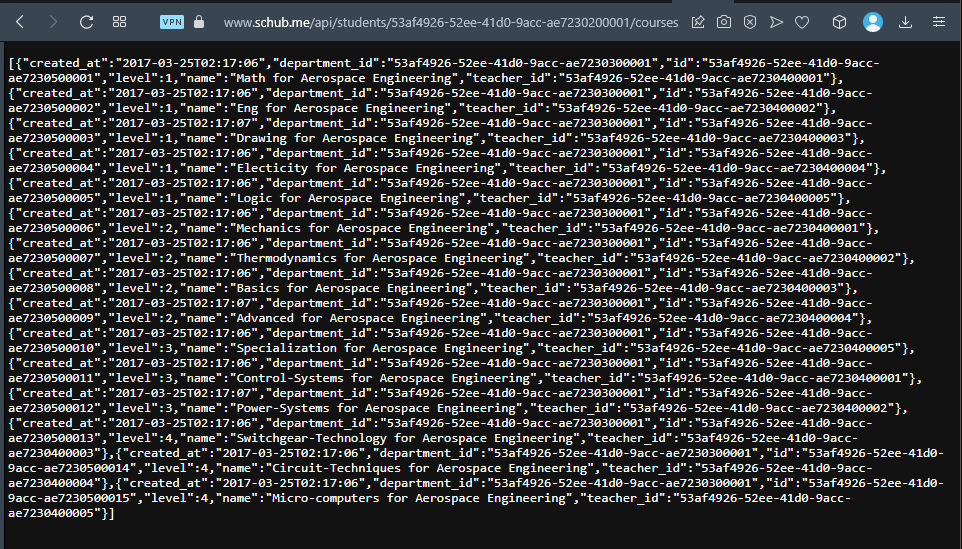 VPN www.schub.me/api/students/53af4926-52ee-41d0-9acc-ae7230200001/courses
[{"created_at":"2017-03-25T02:17:06","department_id":"53af4926-52ee-41d0-9acc-ae7230300001","id":"53af4926-52ee-41d0-9acc-
ae7230500001","level":1,"name":"Math for Aerospace Engineering","teacher_id":"53af4926-52ee-41d0-9acc-ae7230400001"},
{"created_at":"2017-03-25T02:17:06","department_id":"53af4926-52ee-41d0-9acc-ae7230300001","id":"53af4926-52ee-41d0-9acc-
ae7230500002","level":1,"name":"Eng for Aerospace Engineering","teacher_id":"53af4926-52ee-41d0-9acc-ae7230400002"},
{"created_at":"2017-03-25T02:17:07","department_id":"53af4926-52ee-41d0-9acc-ae7230300001","id":"53af4926-52ee-41d0-9acc-
ae7230500003","level":1,"name":"Drawing for Aerospace Engineering","teacher_id":"53af4926-52ee-41d0-9acc-ae7230400003"},
{"created_at":"2017-03-25T02:17:06","department_id":"53af4926-52ee-41d0-9acc-ae7230300001","id":"53af4926-52ee-41d0-9acc-
ae7230500004","level":1,"name":"Electicity for Aerospace Engineering","teacher_id":"53af4926-52ee-41d0-9acc-ae7230400004"},
{"created_at":"2017-03-25T02:17:06","department_id":"53af4926-52ee-41d0-9acc-ae7230300001","id":"53af4926-52ee-41d0-9acc-
ae7230500005","level":1,"name":"Logic for Aerospace Engineering","teacher_id":"53af4926-52ee-41d0-9acc-ae7230400005"},
{"created_at":"2017-03-25T02:17:06","department_id":"53af4926-52ee-41d0-9acc-ae7230300001","id":"53af4926-52ee-41d0-9acc-
ae7230500006","level":2,"name":"Mechanics for Aerospace Engineering","teacher_id":"53af4926-52ee-41d0-9acc-ae7230400001"},
{"created_at":"2017-03-25T02:17:06","department_id":"53af4926-52ee-41d0-9acc-ae7230300001","id":"53af4926-52ee-41d0-9acc-
ae7230500007","level":2,"name":"Thermodynamics for Aerospace Engineering","teacher_id":"53af4926-52ee-41d0-9acc-ae7230400002"},
{"created_at":"2017-03-25T02:17:06","department_id":"53af4926-52ee-41d0-9acc-ae7230300001","id":"53af4926-52ee-41d0-9acc-
ae7230500008","level":2,"name":"Basics for Aerospace Engineering","teacher_id":"53af4926-52ee-41d0-9acc-ae7230400003"},
{"created_at":"2017-03-25T02:17:07","department_id":"53af4926-52ee-41d0-9acc-ae7230300001","id":"53af4926-52ee-41d0-9acc-
ae7230500009","level":2,"name":"Advanced for Aerospace Engineering","teacher_id":"53af4926-52ee-41d0-9acc-ae7230400004"},
{"created_at":"2017-03-25T02:17:06","department_id":"53af4926-52ee-41d0-9acc-ae7230300001","id":"53af4926-52ee-41d0-9acc-
ae7230500010","level":3,"name":"Specialization for Aerospace Engineering","teacher_id":"53af4926-52ee-41d0-9acc-ae7230400005"},
{"created_at":"2017-03-25T02:17:06","department_id":"53af4926-52ee-41d0-9acc-ae7230300001","id":"53af4926-52ee-41d0-9acc-
ae7230500011","level":3,"name":"Control-Systems for Aerospace Engineering","teacher_id":"53af4926-52ee-41d0-9acc-ae7230400001"},
{"created_at":"2017-03-25T02:17:07","department_id":"53af4926-52ee-41d0-9acc-ae7230300001","id":"53af4926-52ee-41d0-9acc-
ae7230500012","level":3,"name":"Power-Systems for Aerospace Engineering","teacher_id":"53af4926-52ee-41d0-9acc-ae7230400002"},
{"created_at":"2017-03-25T02:17:06","department_id":"53af4926-52ee-41d0-9acc-ae7230300001","id":"53af4926-52ee-41d0-9acc-
ae7230500013","level":4,"name":"Switchgear-Technology for Aerospace Engineering","teacher_id":"53af4926-52ee-41d0-9acc-
ae7230400003"},{"created_at":"2017-03-25T02:17:06","department_id":"53af4926-52ee-41d0-9acc-ae7230300001","id":"53af4926-52ee-41d0-
9acc-ae7230500014","level":4,"name":"Circuit-Techniques for Aerospace Engineering","teacher_id":"53af4926-52ee-41d0-9acc-
ae7230400004"},{"created_at":"2017-03-25T02:17:06","department_id":"53af4926-52ee-41d0-9acc-ae7230300001","id":"53af4926-52ee-41d0-
9acc-ae7230500015","level":4,"name":"Micro-computers for Aerospace Engineering","teacher_id":"53af4926-52ee-41d0-9acc-
ae7230400005"}]